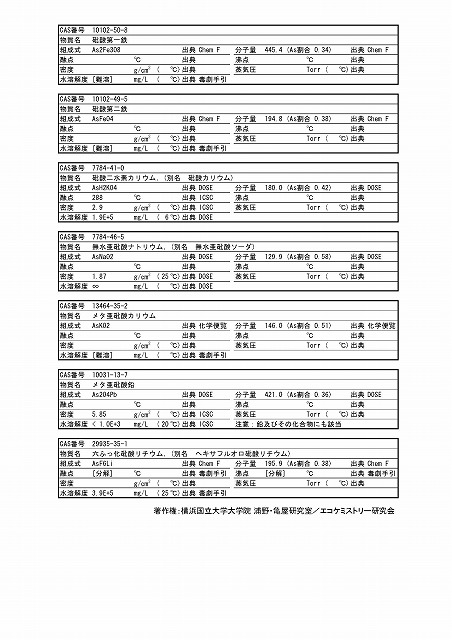 CAS番号 10102-50-8
物質名 砒酸第一鉄
組成式 As2Fe3O8 出典 Chem F 分子量 445.4 (As割合 0.34) 出典 Chem F
融点 ℃ 出典 沸点 ℃ 出典
密度 g/cm³ ( ℃) 出典 蒸気圧 Torr ( ℃) 出典
水溶解度 [難溶] mg/L ( ℃) 出典 毒劇手引
CAS番号 10102-49-5
物質名 砒酸第二鉄
組成式 AsFeO4 出典 Chem F 分子量 194.8 (As割合 0.38) 出典 Chem F
融点 ℃ 出典 沸点 ℃ 出典
密度 g/cm³ ( ℃) 出典 蒸気圧 Torr ( ℃) 出典
水溶解度 [難溶] mg/L ( ℃) 出典 毒劇手引
CAS番号 7784-41-0
物質名 砒酸二水素カリウム, (別名 砒酸カリウム)
組成式 AsH2KO4 出典 DOSE 分子量 180.0 (As割合 0.42) 出典 DOSE
融点 288 ℃ 出典 ICSC 沸点 ℃ 出典
密度 2.9 g/cm³ ( ℃) 出典 ICSC 蒸気圧 Torr ( ℃) 出典
水溶解度 1.9E+5 mg/L ( 6℃) 出典 DOSE
CAS番号 7784-46-5
物質名 無水亜砒酸ナトリウム, (別名 無水亜砒酸ソーダ)
組成式 AsNaO2 出典 DOSE 分子量 129.9 (As割合 0.58) 出典 DOSE
融点 ℃ 出典 沸点 ℃ 出典
密度 1.87 g/cm³ ( 25℃) 出典 DOSE 蒸気圧 Torr ( ℃) 出典
水溶解度 ∞ mg/L ( ℃) 出典 DOSE
CAS番号 13464-35-2
物質名 メタ亜砒酸カリウム
組成式 AsKO2 出典 化学便覧 分子量 146.0 (As割合 0.51) 出典 化学便覧
融点 ℃ 出典 沸点 ℃ 出典
密度 g/cm³ ( ℃) 出典 蒸気圧 Torr ( ℃) 出典
水溶解度 [難溶] mg/L ( ℃) 出典 毒劇手引
CAS番号 10031-13-7
物質名 メタ亜砒酸鉛
組成式 As2O4Pb 出典 DOSE 分子量 421.0 (As割合 0.36) 出典 DOSE
融点 ℃ 出典 沸点 ℃ 出典
密度 5.85 g/cm³ ( ℃) 出典 ICSC 蒸気圧 Torr ( ℃) 出典
水溶解度 < 1.0E+3 mg/L ( 20℃) 出典 ICSC 注意:鉛及びその化合物にも該当
CAS番号 29935-35-1
物質名 六ふっ化砒酸リチウム, (別名 ヘキサフルオロ砒酸リチウム)
組成式 AsF6Li 出典 Chem F 分子量 195.9 (As割合 0.38) 出典 Chem F
融点 [分解] ℃ 出典 毒劇手引 沸点 [分解] ℃ 出典 毒劇手引
密度 g/cm³ ( ℃) 出典 蒸気圧 Torr ( ℃) 出典
水溶解度 3.9E+5 mg/L ( 25℃) 出典 毒劇手引
著作権:横浜国立大学大学院 浦野・亀屋研究室/エコケミストリー研究会